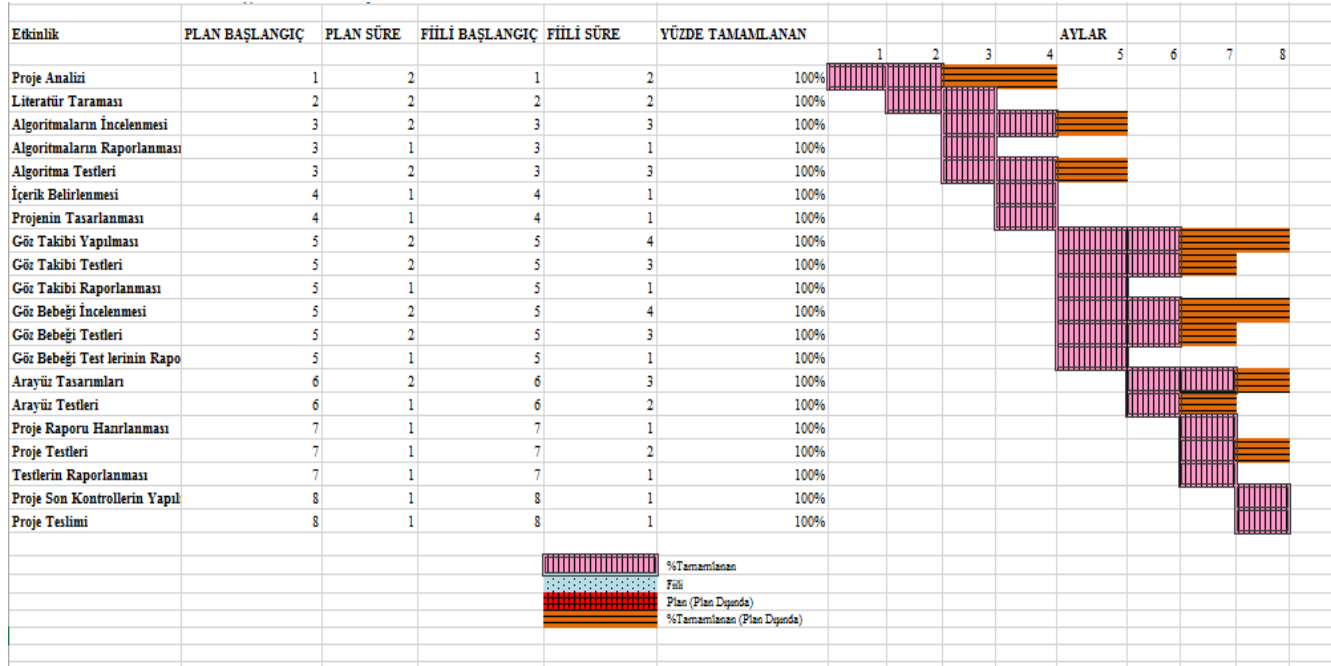 Etkinlik PLAN BAŞLANGIÇ PLAN SÜRE FİİLİ BAŞLANGIÇ FİİLİ SÜRE YÜZDE TAMAMLANAN AYLAR
1 2 3 4 5 6 7 8
Proje Analizi 1 2 1 2 100%
Literatür Taraması 2 2 2 2 100%
Algoritmaların İncelenmesi 3 2 3 3 100%
Algoritmaların Raporlanması 3 1 3 1 100%
Algoritma Testleri 3 2 3 3 100%
İçerik Belirlenmesi 4 1 4 1 100%
Projenin Tasarlanması 4 1 4 1 100%
Göz Takibi Yapılması 5 2 5 4 100%
Göz Takibi Testleri 5 2 5 3 100%
Göz Takibi Raporlanması 5 1 5 1 100%
Göz Bebeği İncelenmesi 5 2 5 4 100%
Göz Bebeği Testleri 5 2 5 3 100%
Göz Bebeği Test lerinin Rapo 5 1 5 1 100%
Arayüz Tasarımları 6 2 6 3 100%
Arayüz Testleri 6 1 6 2 100%
Proje Raporu Hazırlanması 7 1 7 1 100%
Proje Testleri 7 1 7 2 100%
Testlerin Raporlanması 7 1 7 1 100%
Proje Son Kontrollerin Yapıl 8 1 8 1 100%
Proje Teslimi 8 1 8 1 100%
%Tamamlanan
Fiili
Plan (Plan Dışında)
%Tamamlanan (Plan Dışında)